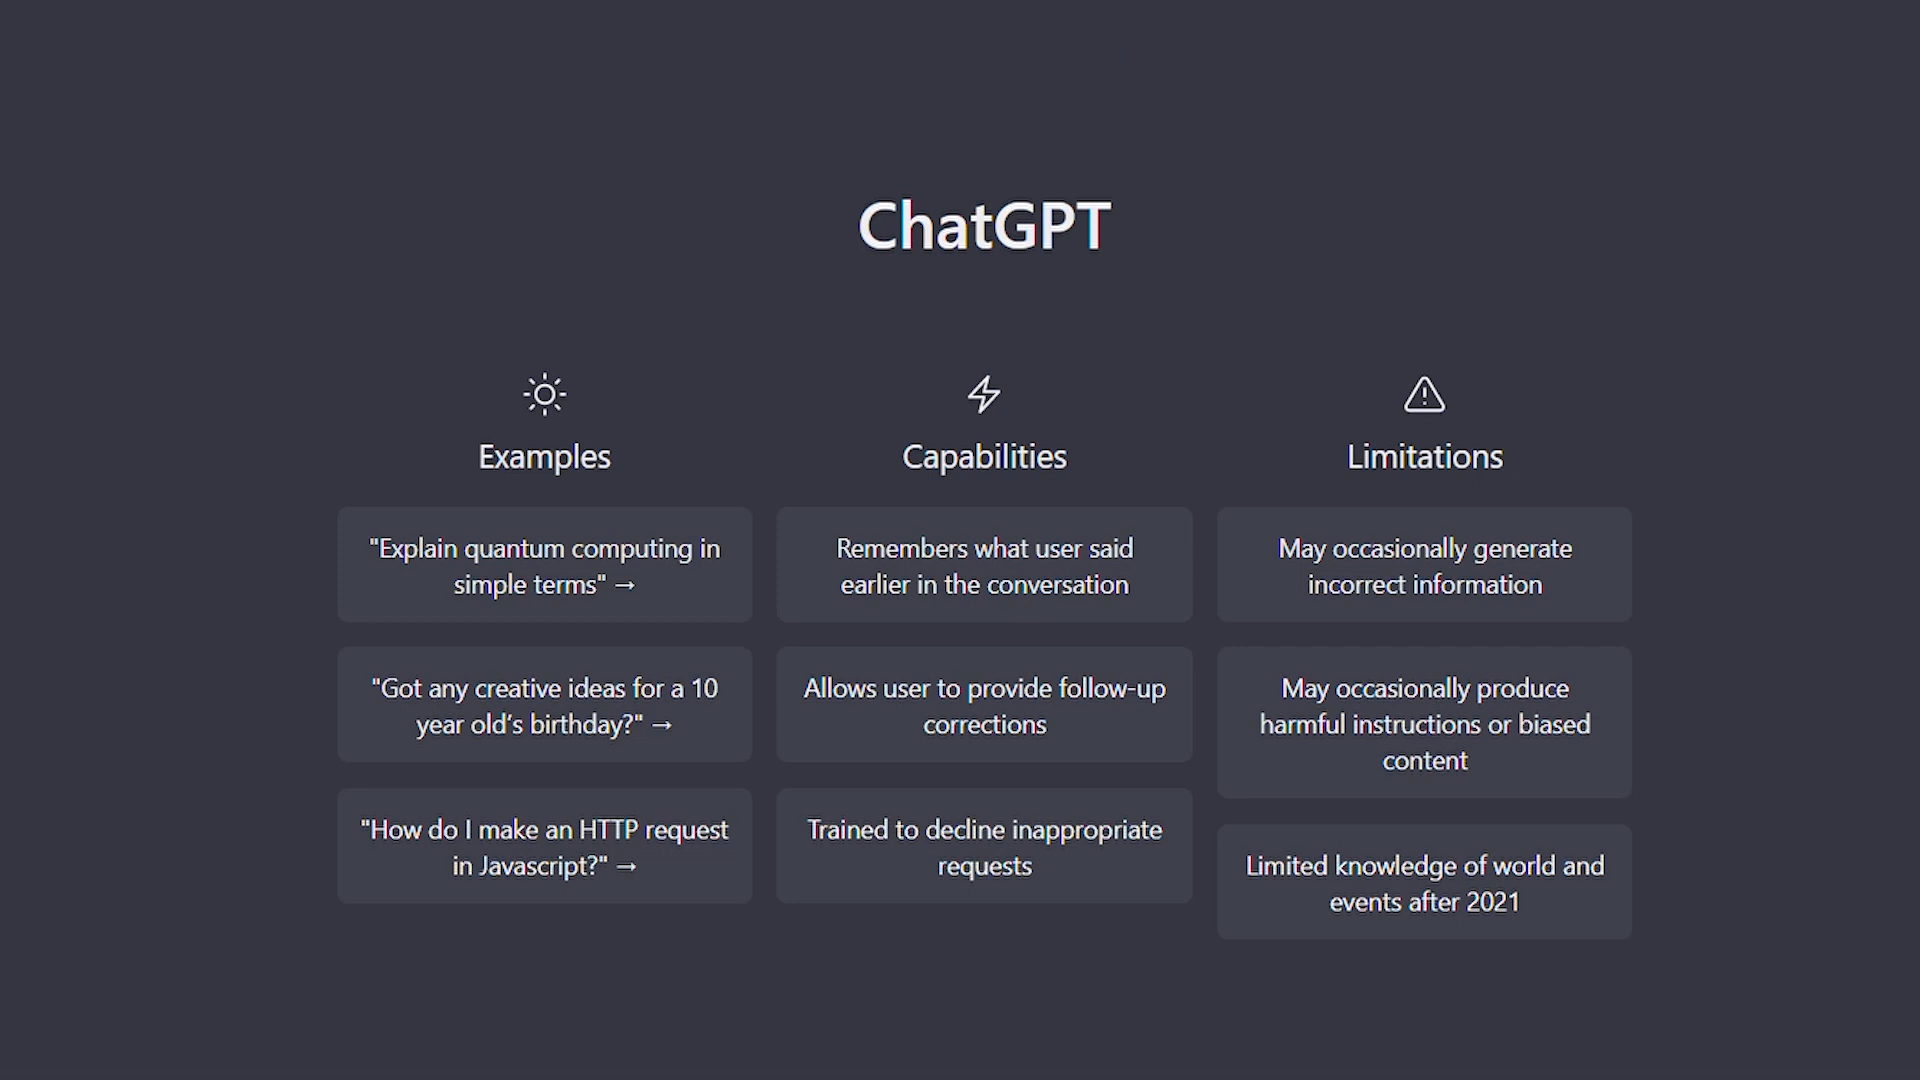 ChatGPT
Examples
"Explain quantum computing in
simple terms" →
"Got any creative ideas for a 10
year old’s birthday?" →
"How do I make an HTTP request
in Javascript?" →
Capabilities
Remembers what user said
earlier in the conversation
Allows user to provide follow-up
corrections
Trained to decline inappropriate
requests
Limitations
May occasionally generate
incorrect information
May occasionally produce
harmful instructions or biased
content
Limited knowledge of world and
events after 2021